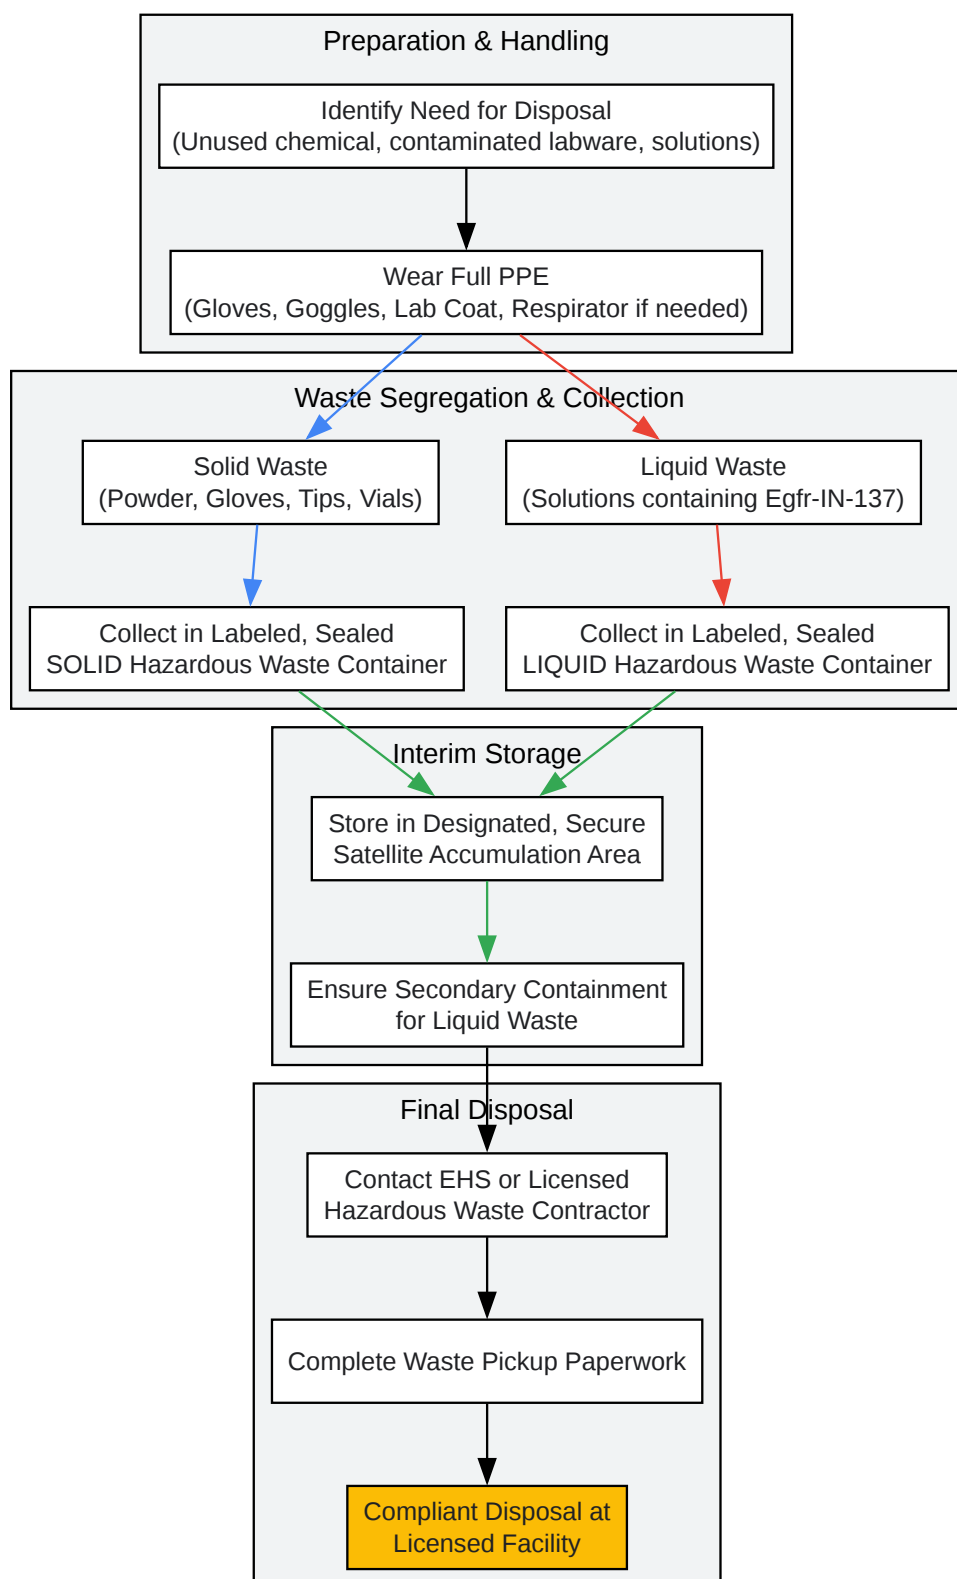 Preparation & Handling
Identify Need for Disposal
(Unused chemical, contaminated labware, solutions)
Wear Full PPE
(Gloves, Goggles, Lab Coat, Respirator if needed)
Waste Segregation & Collection
Solid Waste
(Powder, Gloves, Tips, Vials)
Liquid Waste
(Solutions containing Egfr-IN-137)
Collect in Labeled, Sealed
SOLID Hazardous Waste Container
Collect in Labeled, Sealed
LIQUID Hazardous Waste Container
Interim Storage
Store in Designated, Secure
Satellite Accumulation Area
Ensure Secondary Containment
for Liquid Waste
Final Disposal
Contact EHS or Licensed
Hazardous Waste Contractor
Complete Waste Pickup Paperwork
Compliant Disposal at
Licensed Facility